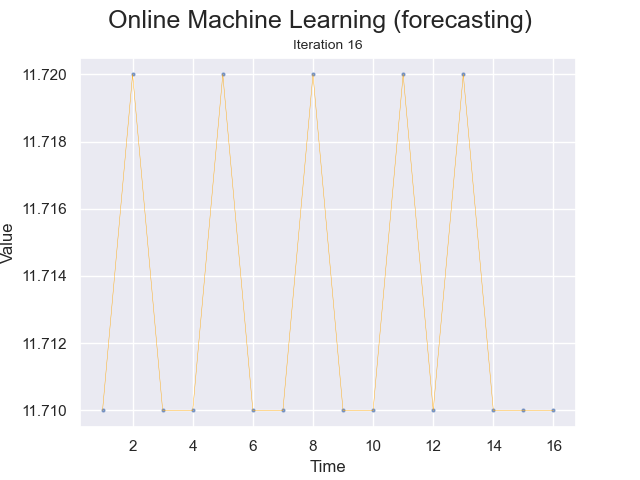 Online Machine Learning (forecasting)
Iteration 16
11.720
11.718
11.716
11.714
11.712
11.710
Value
2 4 6 8 10 12 14 16
Time